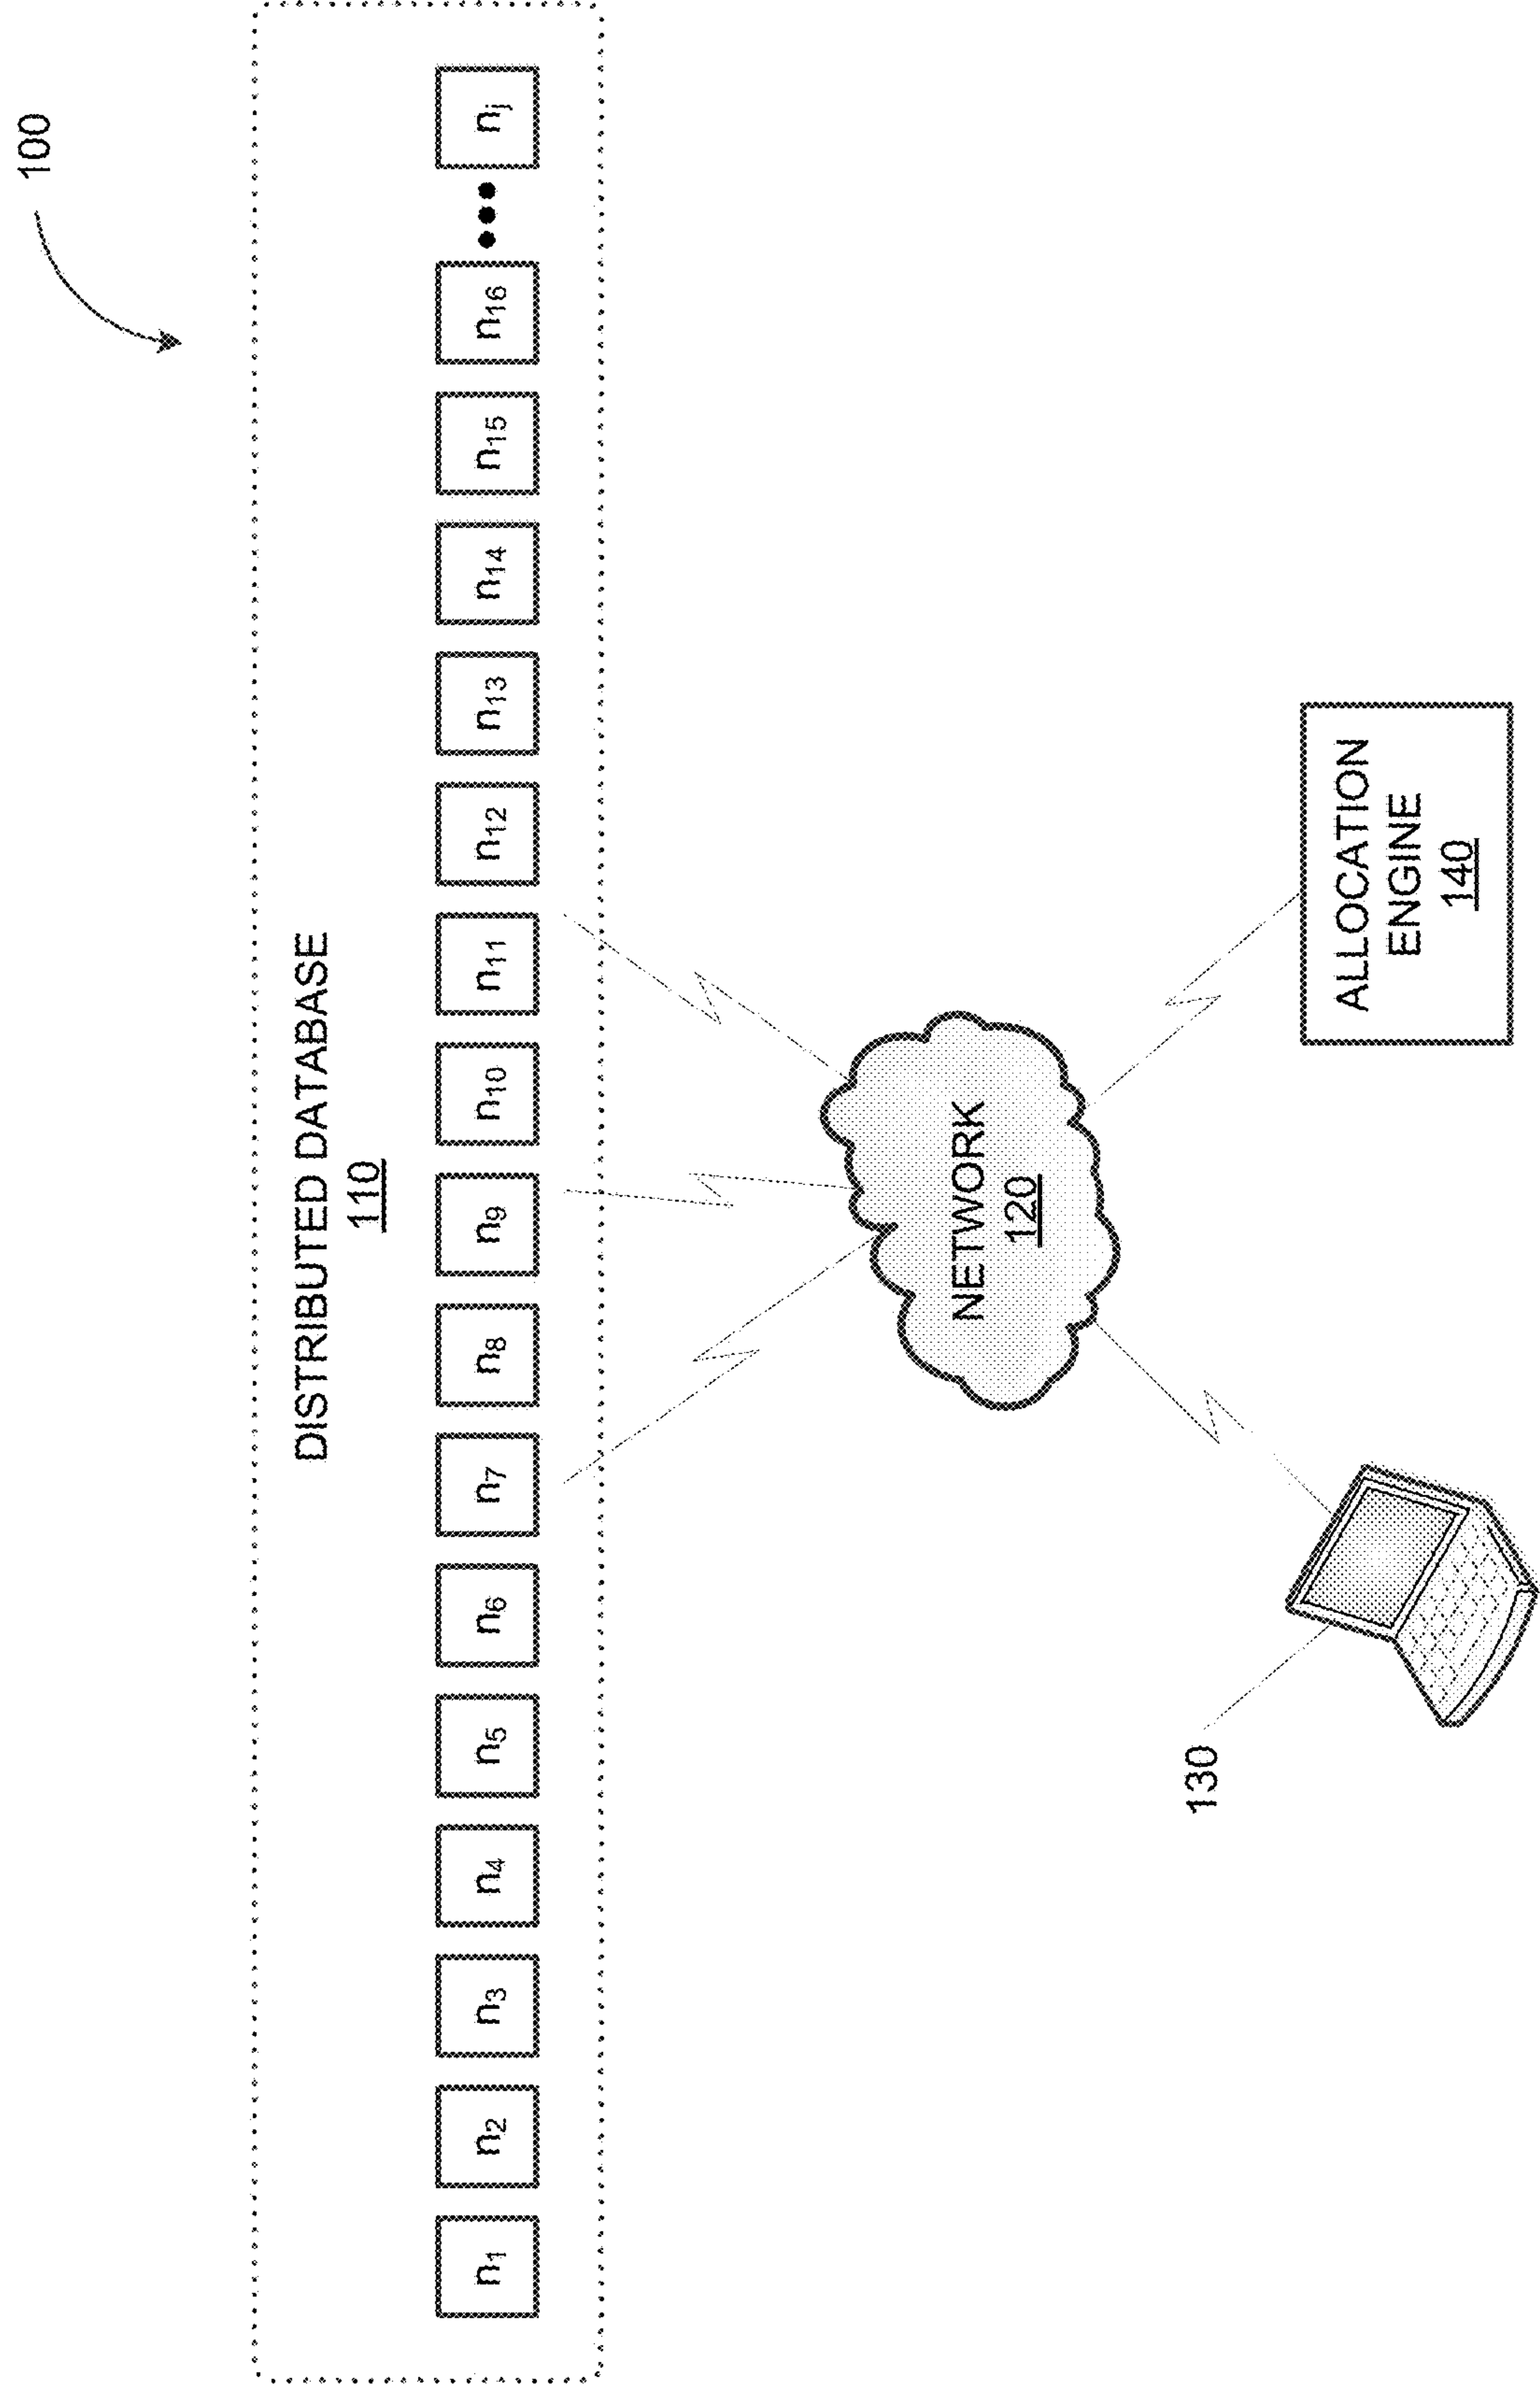 100
DISTRIBUTED DATABASE
110
n1 n2 n3 n4 n5 n6 n7 n8 n9 n10 n11 n12 n13 n14 n15 n16 ••• nj
NETWORK
120
130
ALLOCATION
ENGINE
140